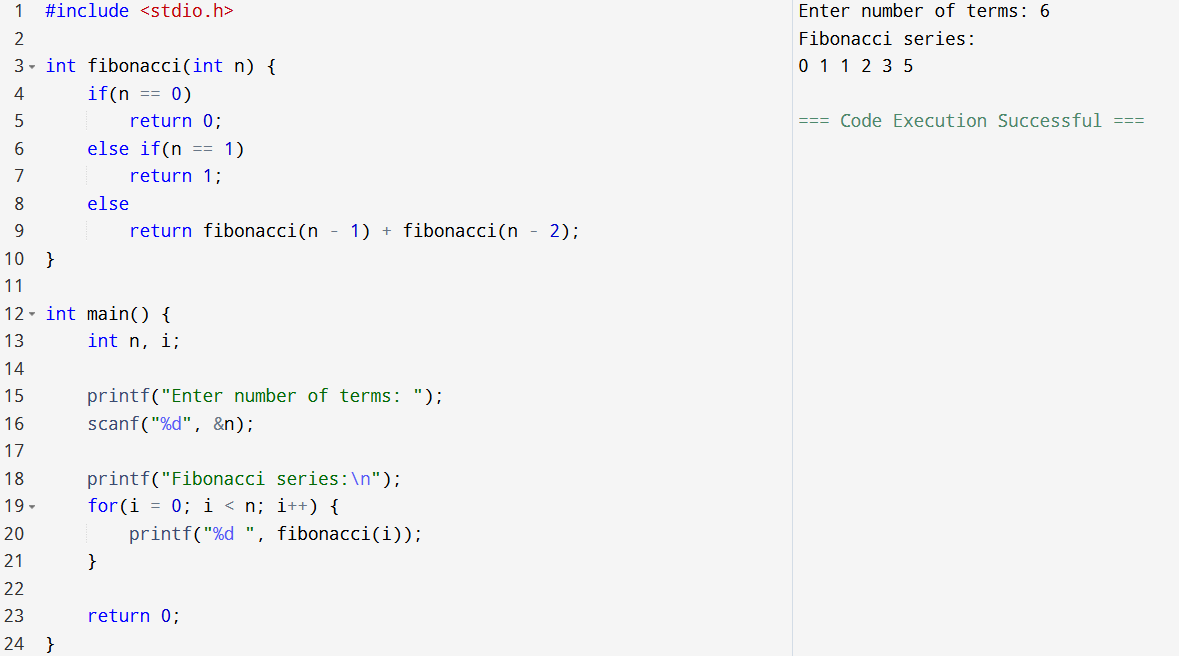 1 #include <stdio.h>
2
3 int fibonacci(int n) {
4     if(n == 0)
5         return 0;
6     else if(n == 1)
7         return 1;
8     else
9         return fibonacci(n - 1) + fibonacci(n - 2);
10 }
11
12 int main() {
13     int n, i;
14
15     printf("Enter number of terms: ");
16     scanf("%d", &n);
17
18     printf("Fibonacci series:\n");
19     for(i = 0; i < n; i++) {
20         printf("%d ", fibonacci(i));
21     }
22
23     return 0;
24 }
Enter number of terms: 6
Fibonacci series:
0 1 1 2 3 5
=== Code Execution Successful ===